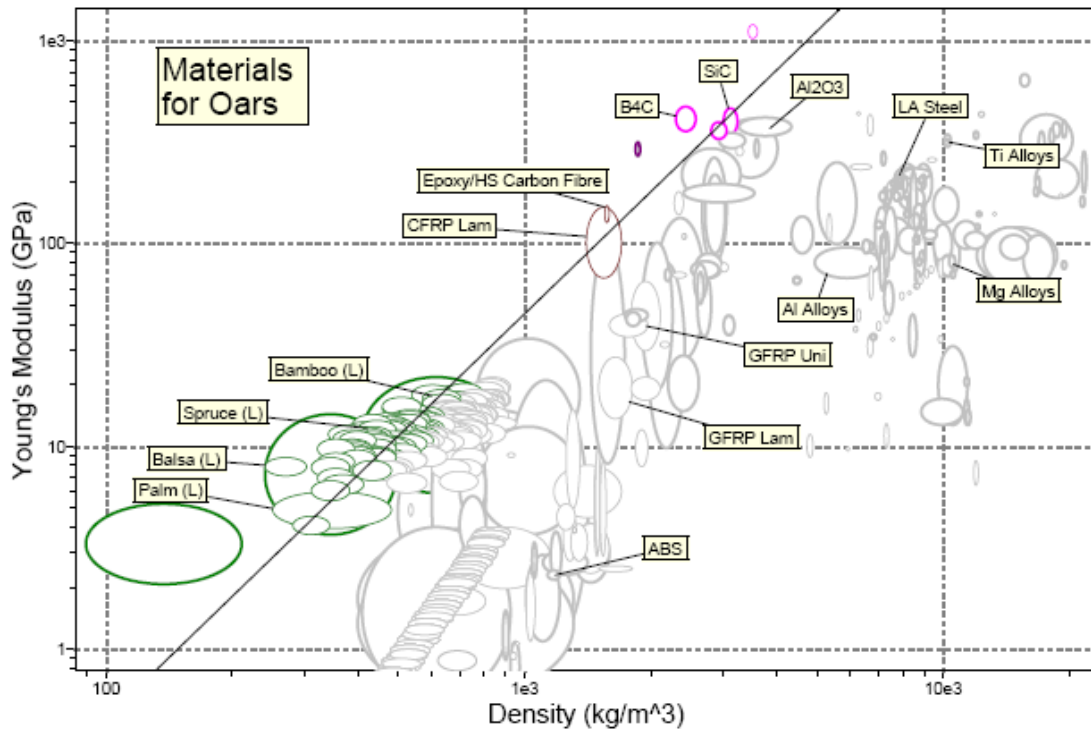 1e3
Materials
for Oars
SiC
Al2O3
B4C
LA Steel
Ti Alloys
Epoxy/HS Carbon Fibre
CFRP Lam
100
Mg Alloys
Al Alloys
GFRP Uni
Bamboo (L)
Spruce (L)
10
GFRP Lam
Balsa (L)
Palm (L)
ABS
1
Young's Modulus (GPa)
100
1e3
10e3
Density (kg/m^3)